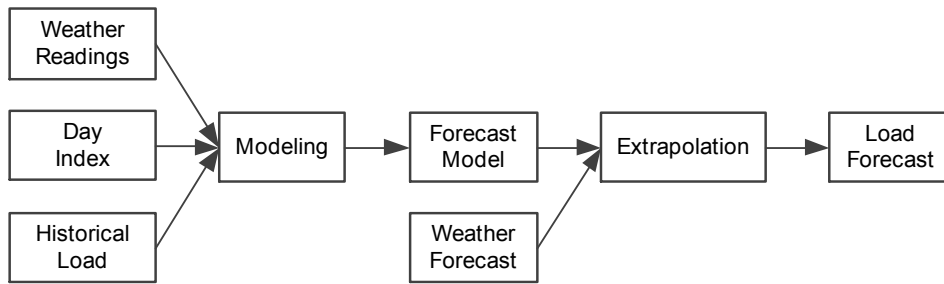 Weather
Readings
Day
Index
Historical
Load
Modeling
Forecast
Model
Weather
Forecast
Extrapolation
Load
Forecast